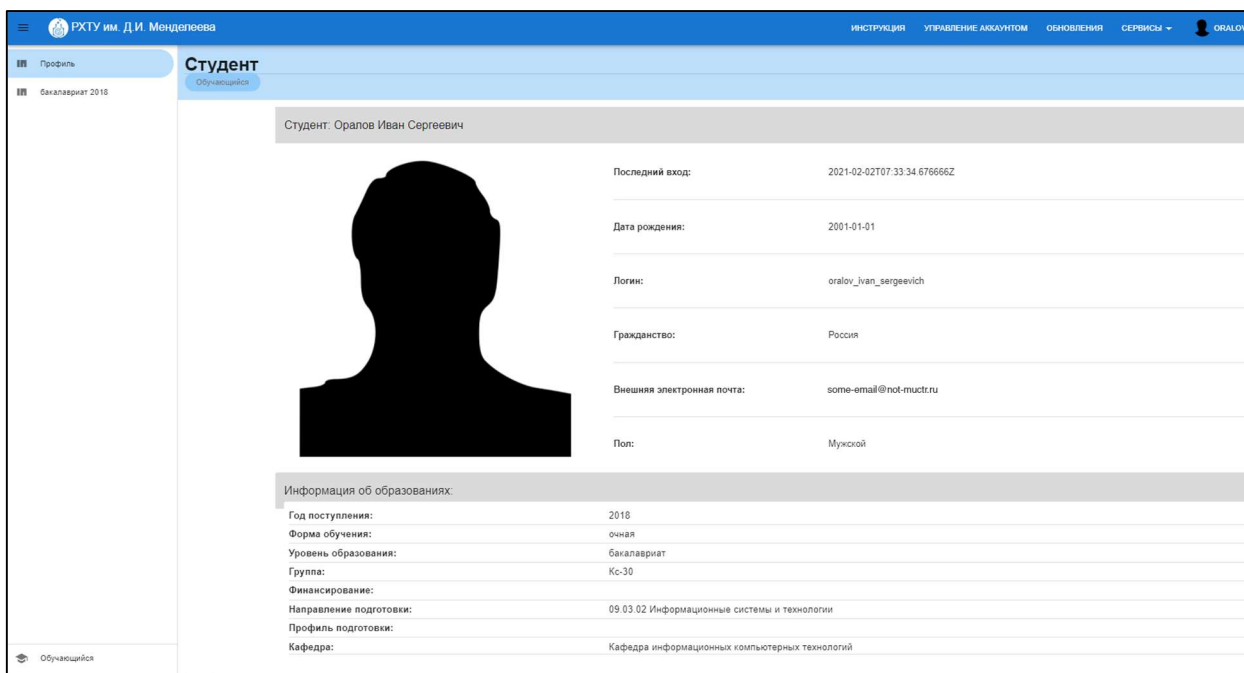 РХТУ им. Д.И. Менделеева
ИНСТРУКЦИЯ УПРАВЛЕНИЕ АККАУНТОМ ОБНОВЛЕНИЯ СЕРВИСЫ ORALOV
Профиль
бакалавриат 2018
Студент
Обучающийся
Студент: Оралов Иван Сергеевич
Последний вход: 2021-02-02T07:33:34.676666Z
Дата рождения: 2001-01-01
Логин: oralov_ivan_sergeevich
Гражданство: Россия
Внешняя электронная почта: some-email@not-muctr.ru
Пол: Мужской
Информация об образованиях:
Год поступления: 2018
Форма обучения: очная
Уровень образования: бакалавриат
Группа: Кс-30
Финансирование:
Направление подготовки: 09.03.02 Информационные системы и технологии
Профиль подготовки:
Кафедра: Кафедра информационных компьютерных технологий
Обучающийся